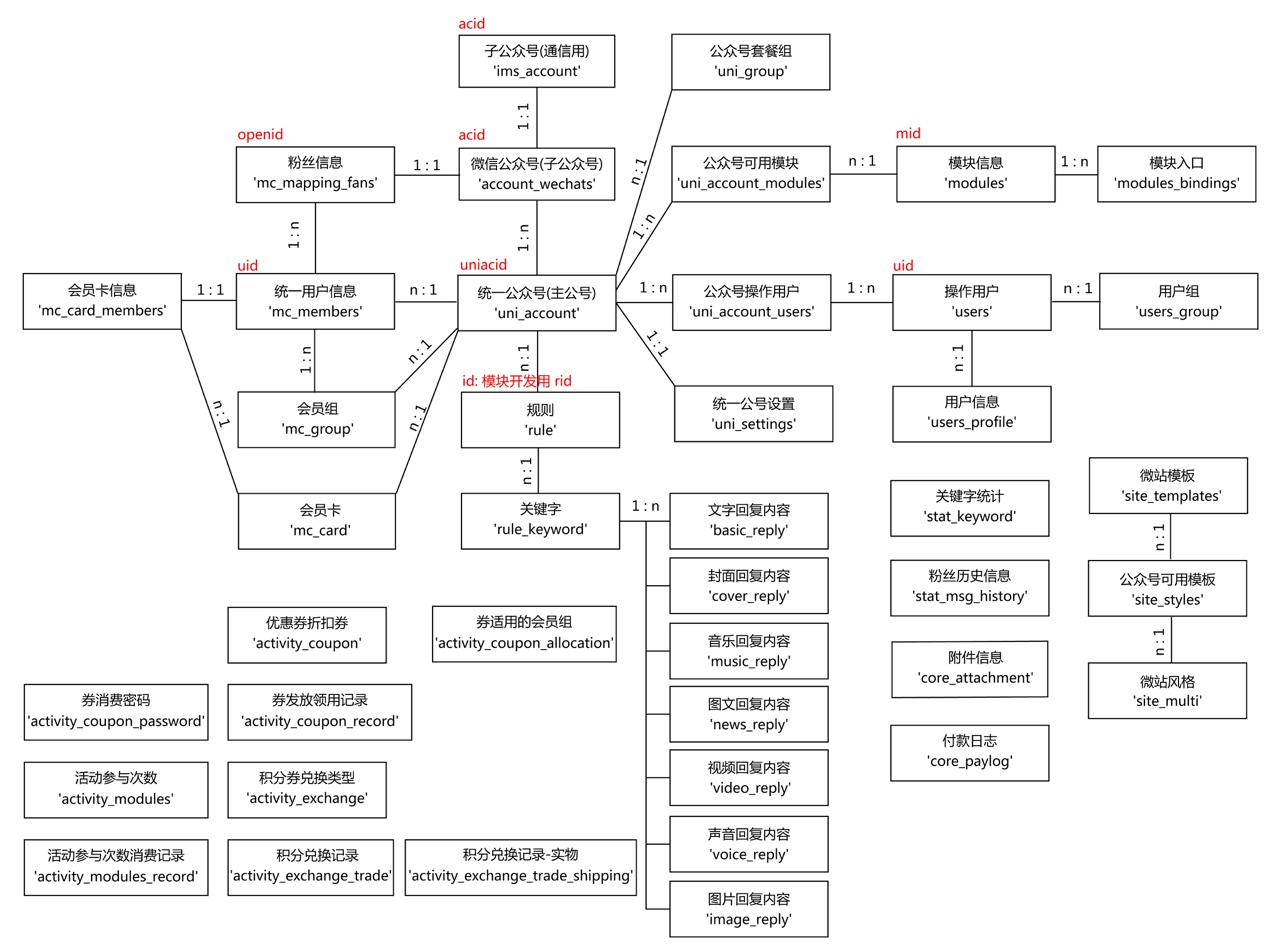 acid
子公众号(通信用)
'ims_account'
公众号套餐组
'uni_group'
1:1
openid
acid
mid
粉丝信息
'mc_mapping_fans'
1:1
微信公众号(子公众号)
'account_wechats'
n:1
公众号可用模块
'uni_account_modules'
n:1
模块信息
'modules'
1:n
模块入口
'modules_bindings'
1:n
1:n
1:n
uid
uniacid
uid
会员卡信息
'mc_card_members'
1:1
统一用户信息
'mc_members'
n:1
统一公众号(主公号)
'uni_account'
1:n
公众号操作用户
'uni_account_users'
1:n
操作用户
'users'
n:1
用户组
'users_group'
1:n
n:1
n:1
1:1
n:1
id: 模块开发用 rid
n:1
会员组
'mc_group'
n:1
规则
'rule'
统一公号设置
'uni_settings'
用户信息
'users_profile'
n:1
会员卡
'mc_card'
关键字
'rule_keyword'
1:n
文字回复内容
'basic_reply'
关键字统计
'stat_keyword'
微站模板
'site_templates'
n:1
封面回复内容
'cover_reply'
粉丝历史信息
'stat_msg_history'
公众号可用模板
'site_styles'
优惠券折扣券
'activity_coupon'
券适用的会员组
'activity_coupon_allocation'
音乐回复内容
'music_reply'
附件信息
'core_attachment'
n:1
微站风格
'site_multi'
券消费密码
'activity_coupon_password'
券发放领用记录
'activity_coupon_record'
图文回复内容
'news_reply'
付款日志
'core_paylog'
活动参与次数
'activity_modules'
积分券兑换类型
'activity_exchange'
视频回复内容
'video_reply'
活动参与次数消费记录
'activity_modules_record'
积分兑换记录
'activity_exchange_trade'
积分兑换记录-实物
'activity_exchange_trade_shipping'
声音回复内容
'voice_reply'
图片回复内容
'image_reply'